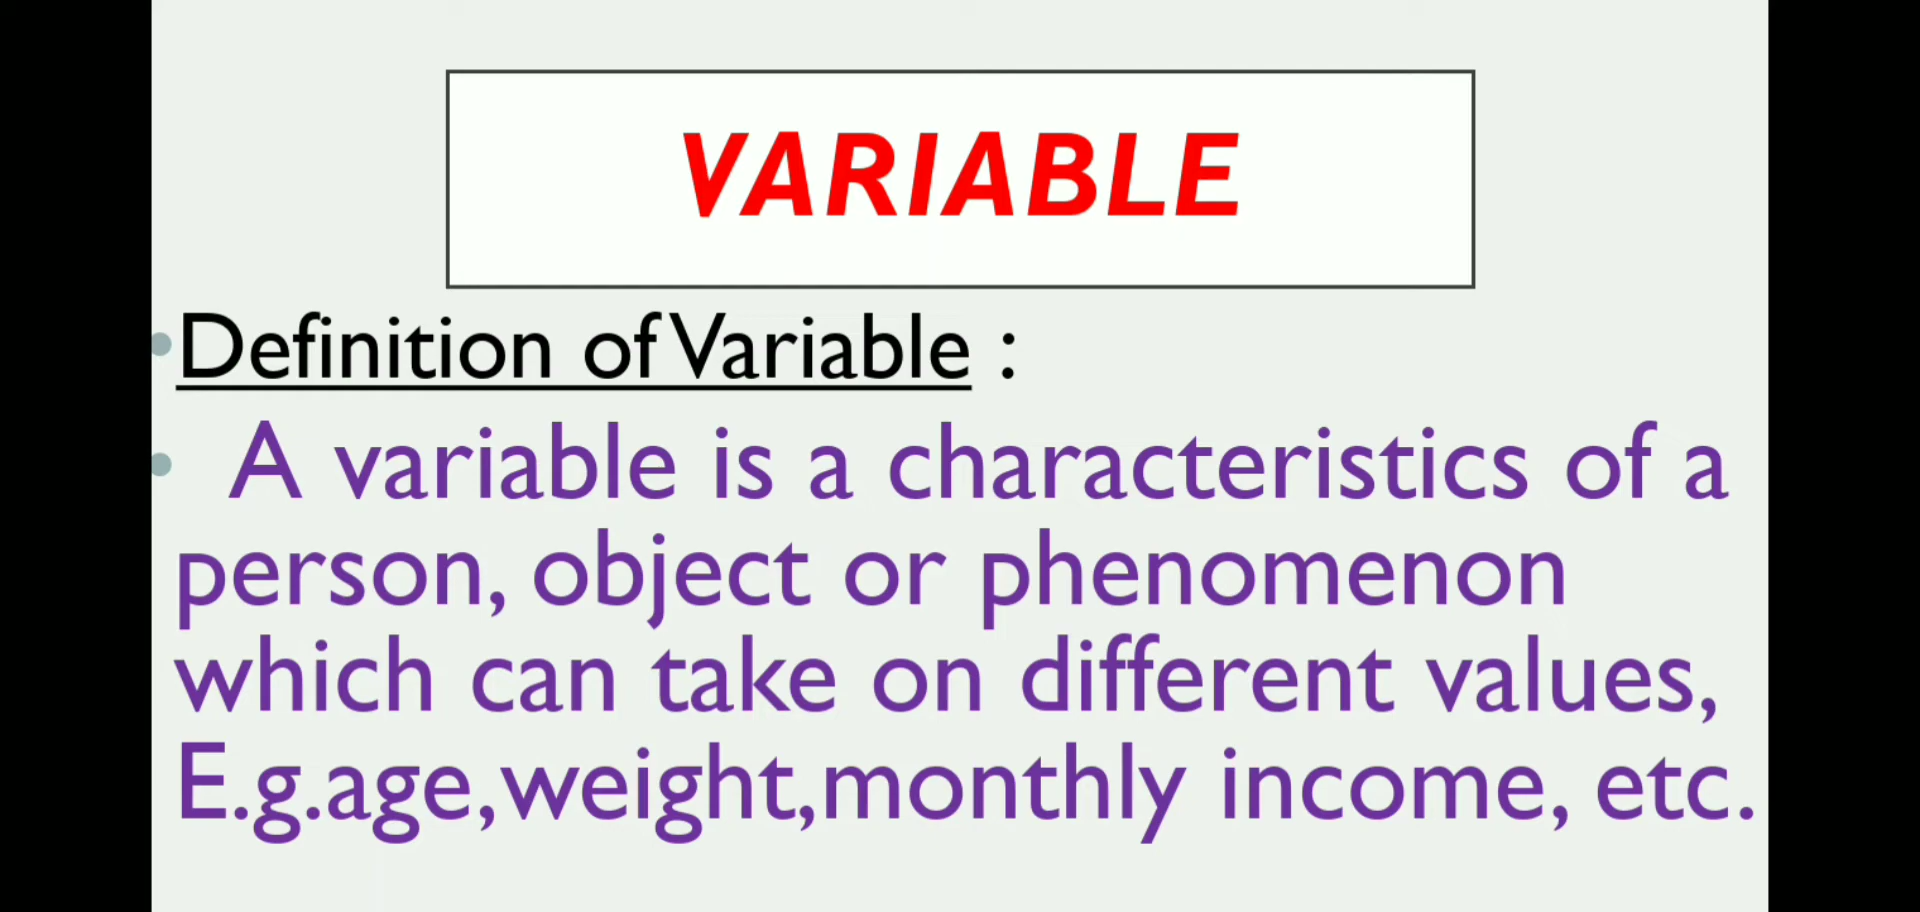 VARIABLE
Definition of Variable :
A variable is a characteristics of a
person, object or phenomenon
which can take on different values,
E.g.age,weight,monthly income, etc.